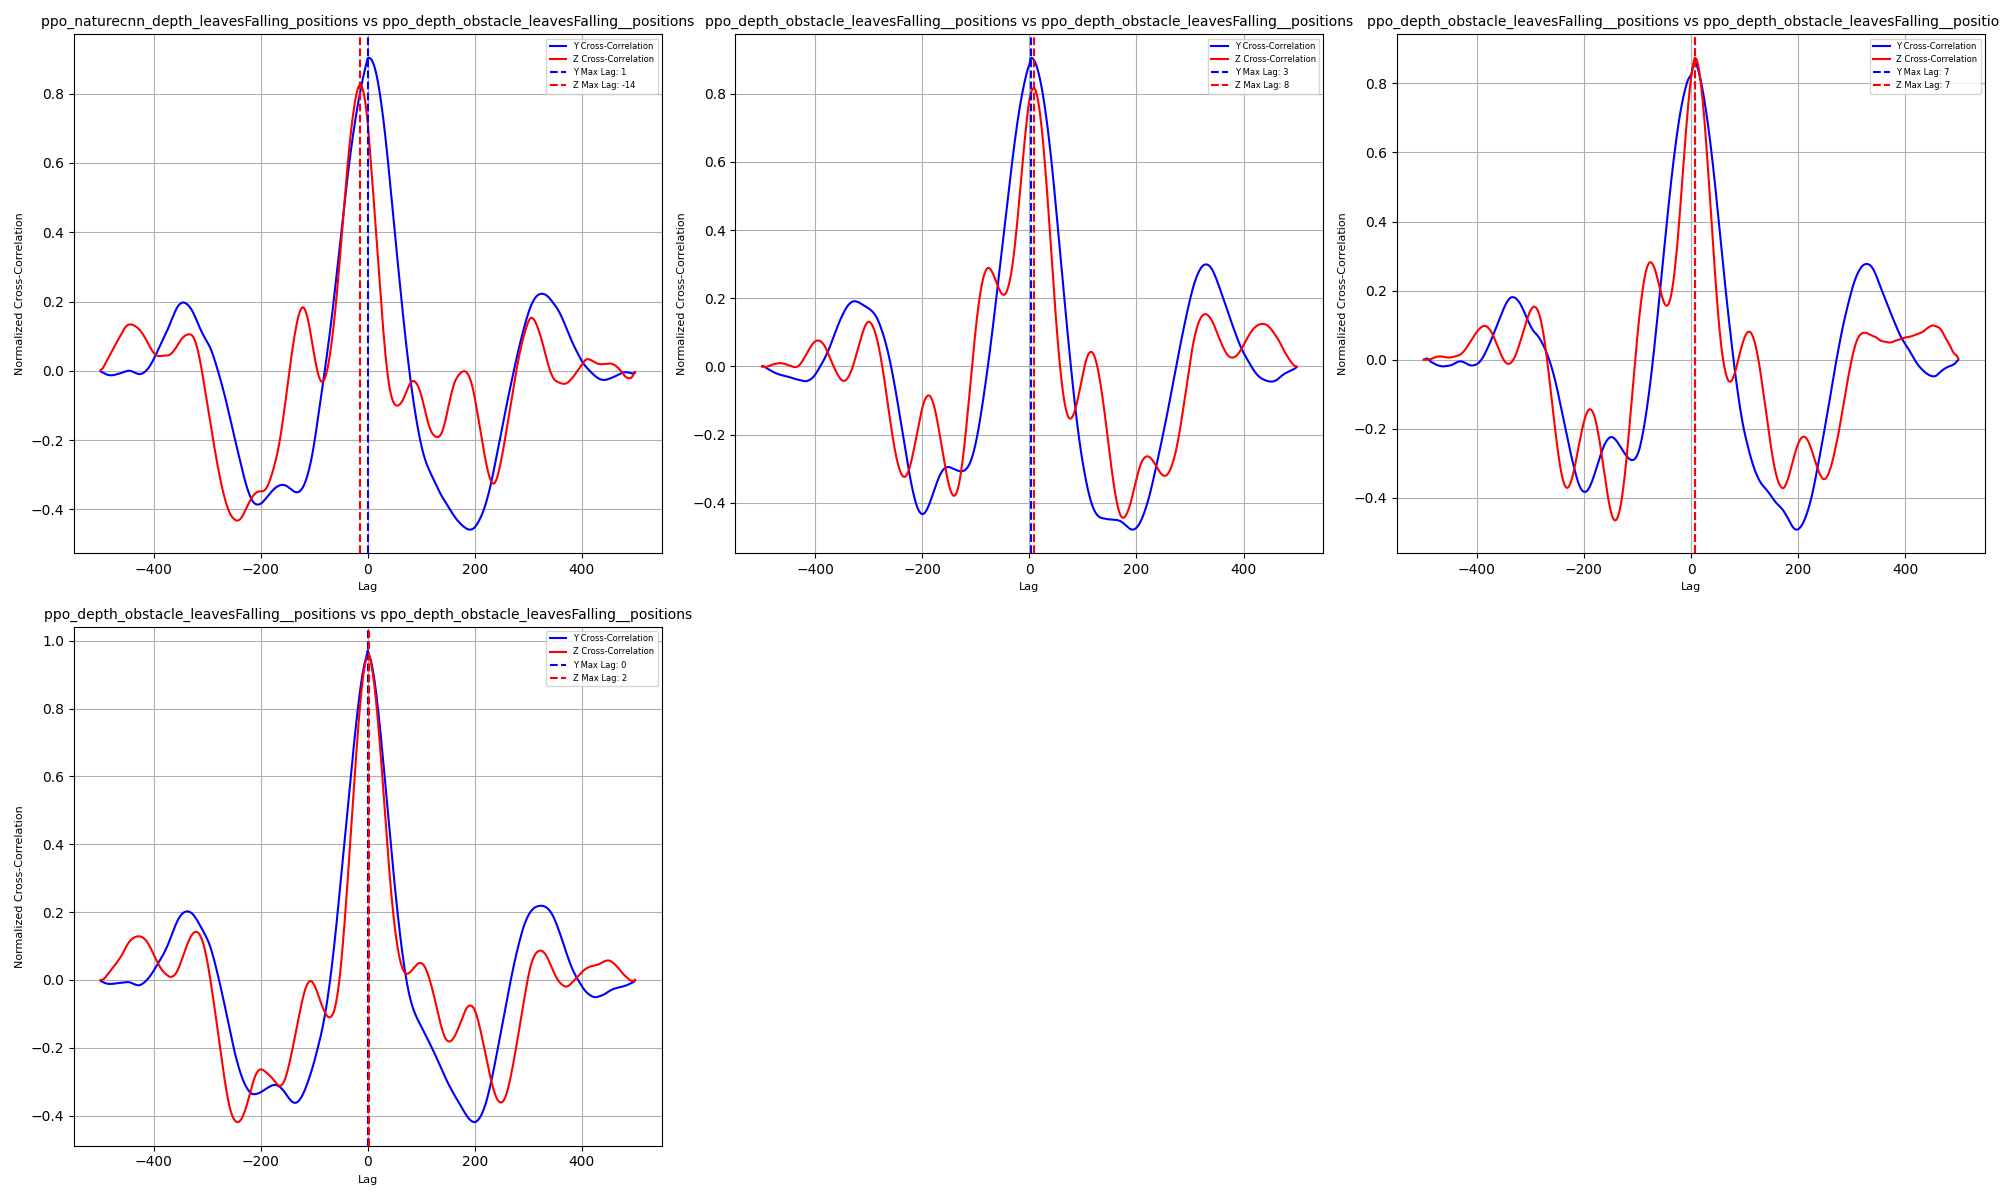 ppo_naturecnn_depth_leavesFalling_positions vs ppo_depth_obstacle_leavesFalling__positions
Y Cross-Correlation
Z Cross-Correlation
Y Max Lag: 1
Z Max Lag: -14
Normalized Cross-Correlation
0.8
0.6
0.4
0.2
0.0
−0.2
−0.4
−400
−200
0
200
400
Lag
ppo_depth_obstacle_leavesFalling__positions vs ppo_depth_obstacle_leavesFalling__positions
Y Cross-Correlation
Z Cross-Correlation
Y Max Lag: 3
Z Max Lag: 8
Normalized Cross-Correlation
0.8
0.6
0.4
0.2
0.0
−0.2
−0.4
−400
−200
0
200
400
Lag
ppo_depth_obstacle_leavesFalling__positions vs ppo_depth_obstacle_leavesFalling__positio
Y Cross-Correlation
Z Cross-Correlation
Y Max Lag: 7
Z Max Lag: 7
Normalized Cross-Correlation
0.8
0.6
0.4
0.2
0.0
−0.2
−0.4
−400
−200
0
200
400
Lag
ppo_depth_obstacle_leavesFalling__positions vs ppo_depth_obstacle_leavesFalling__positions
Y Cross-Correlation
Z Cross-Correlation
Y Max Lag: 0
Z Max Lag: 2
Normalized Cross-Correlation
1.0
0.8
0.6
0.4
0.2
0.0
−0.2
−0.4
−400
−200
0
200
400
Lag